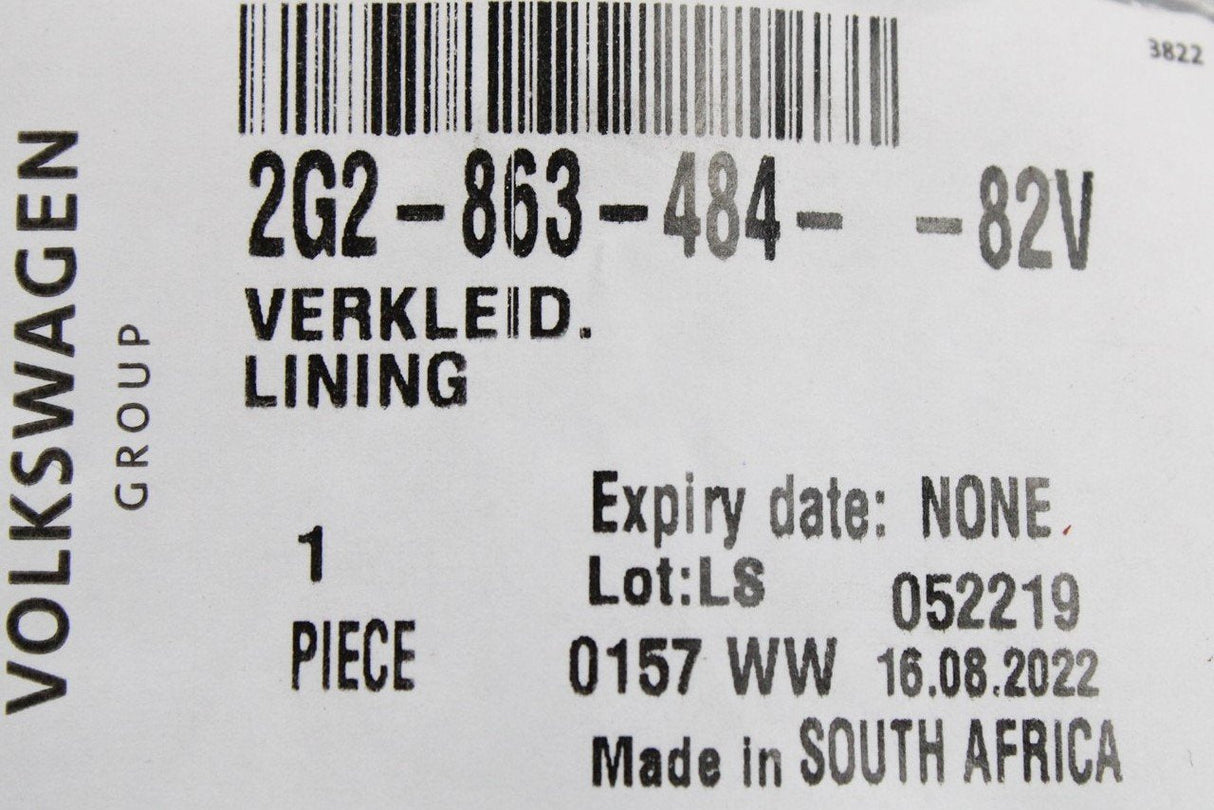 3822
2G2-863-484- -82V
VERKLEID.
LINING
VOLKSWAGEN
GROUP
1
PIECE
Expiry date: NONE
Lot:LS 052219
0157 WW 16.08.2022
Made in SOUTH AFRICA